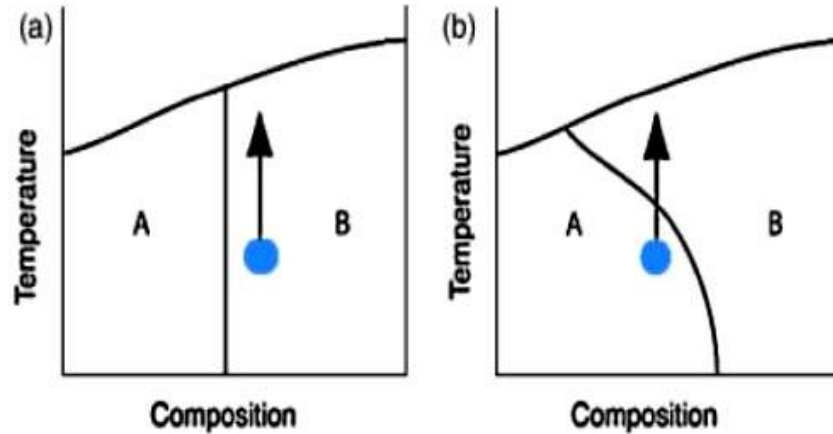 (a)
Temperature
A
B
Composition
(b)
Temperature
A
B
Composition